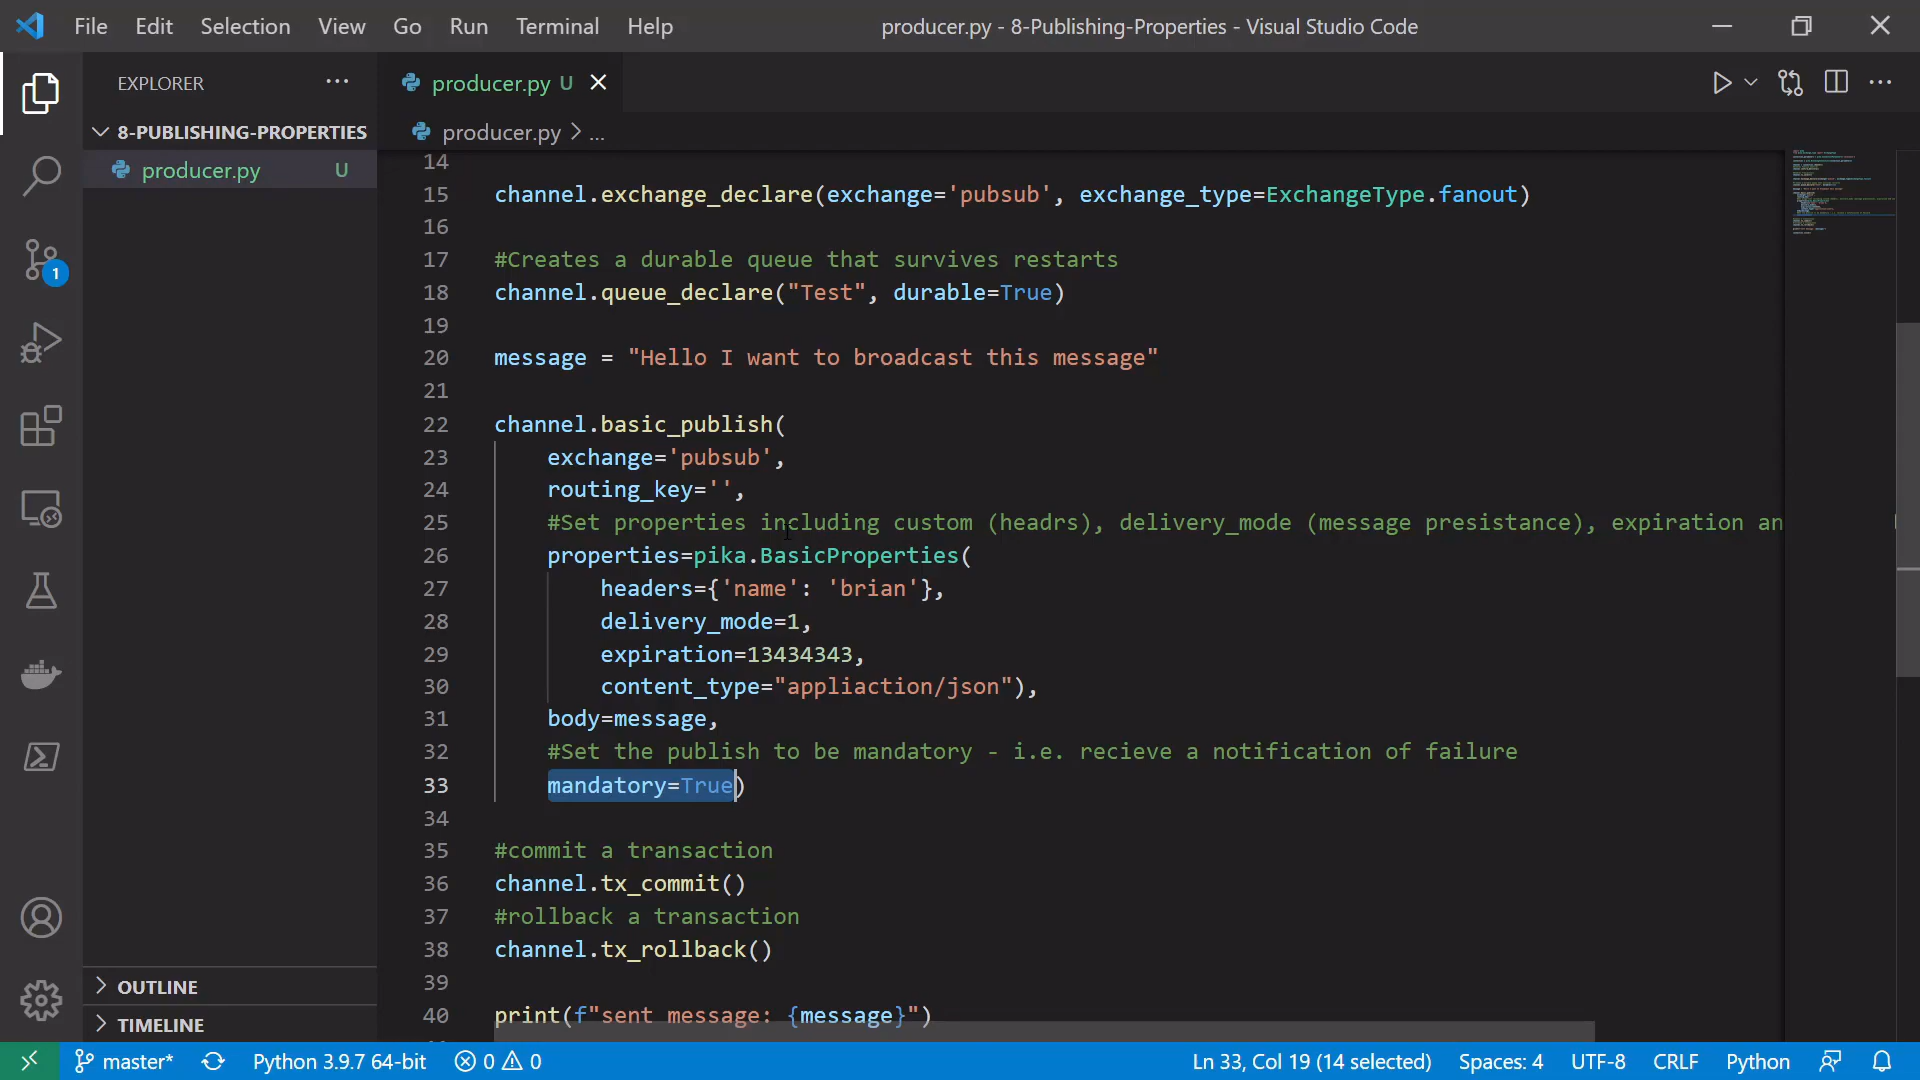 File Edit Selection View Go Run Terminal Help producer.py - 8-Publishing-Properties - Visual Studio Code
EXPLORER
producer.py U
8-PUBLISHING-PROPERTIES
producer.py > ...
producer.py U
14
15 channel.exchange_declare(exchange='pubsub', exchange_type=ExchangeType.fanout)
16
17 #Creates a durable queue that survives restarts
18 channel.queue_declare("Test", durable=True)
19
20 message = "Hello I want to broadcast this message"
21
22 channel.basic_publish(
23 exchange='pubsub',
24 routing_key='',
25 #Set properties including custom (headrs), delivery_mode (message presistance), expiration an
26 properties=pika.BasicProperties(
27 headers={'name': 'brian'},
28 delivery_mode=1,
29 expiration=13434343,
30 content_type="appliaction/json"),
31 body=message,
32 #Set the publish to be mandatory - i.e. recieve a notification of failure
33 mandatory=True)
34
35 #commit a transaction
36 channel.tx_commit()
37 #rollback a transaction
38 channel.tx_rollback()
39
40 print(f"sent message: {message}")
1
OUTLINE
TIMELINE
master* Python 3.9.7 64-bit 0 0 Ln 33, Col 19 (14 selected) Spaces: 4 UTF-8 CRLF Python